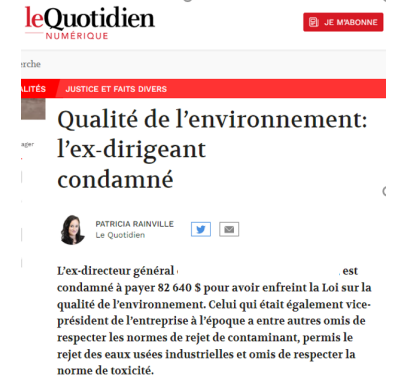 leQuotidien
NUMÉRIQUE
JE M'ABONNE
erche
ALITÉS
JUSTICE ET FAITS DIVERS
Qualité de l'environnement:
l'ex-dirigeant
condamné
ager
PATRICIA RAINVILLE
Le Quotidien
L'ex-directeur général est
condamné à payer 82 640 $ pour avoir enfreint la Loi sur la
qualité de l'environnement. Celui qui était également vice-
président de l'entreprise à l'époque a entre autres omis de
respecter les normes de rejet de contaminant, permis le
rejet des eaux usées industrielles et omis de respecter la
norme de toxicité.